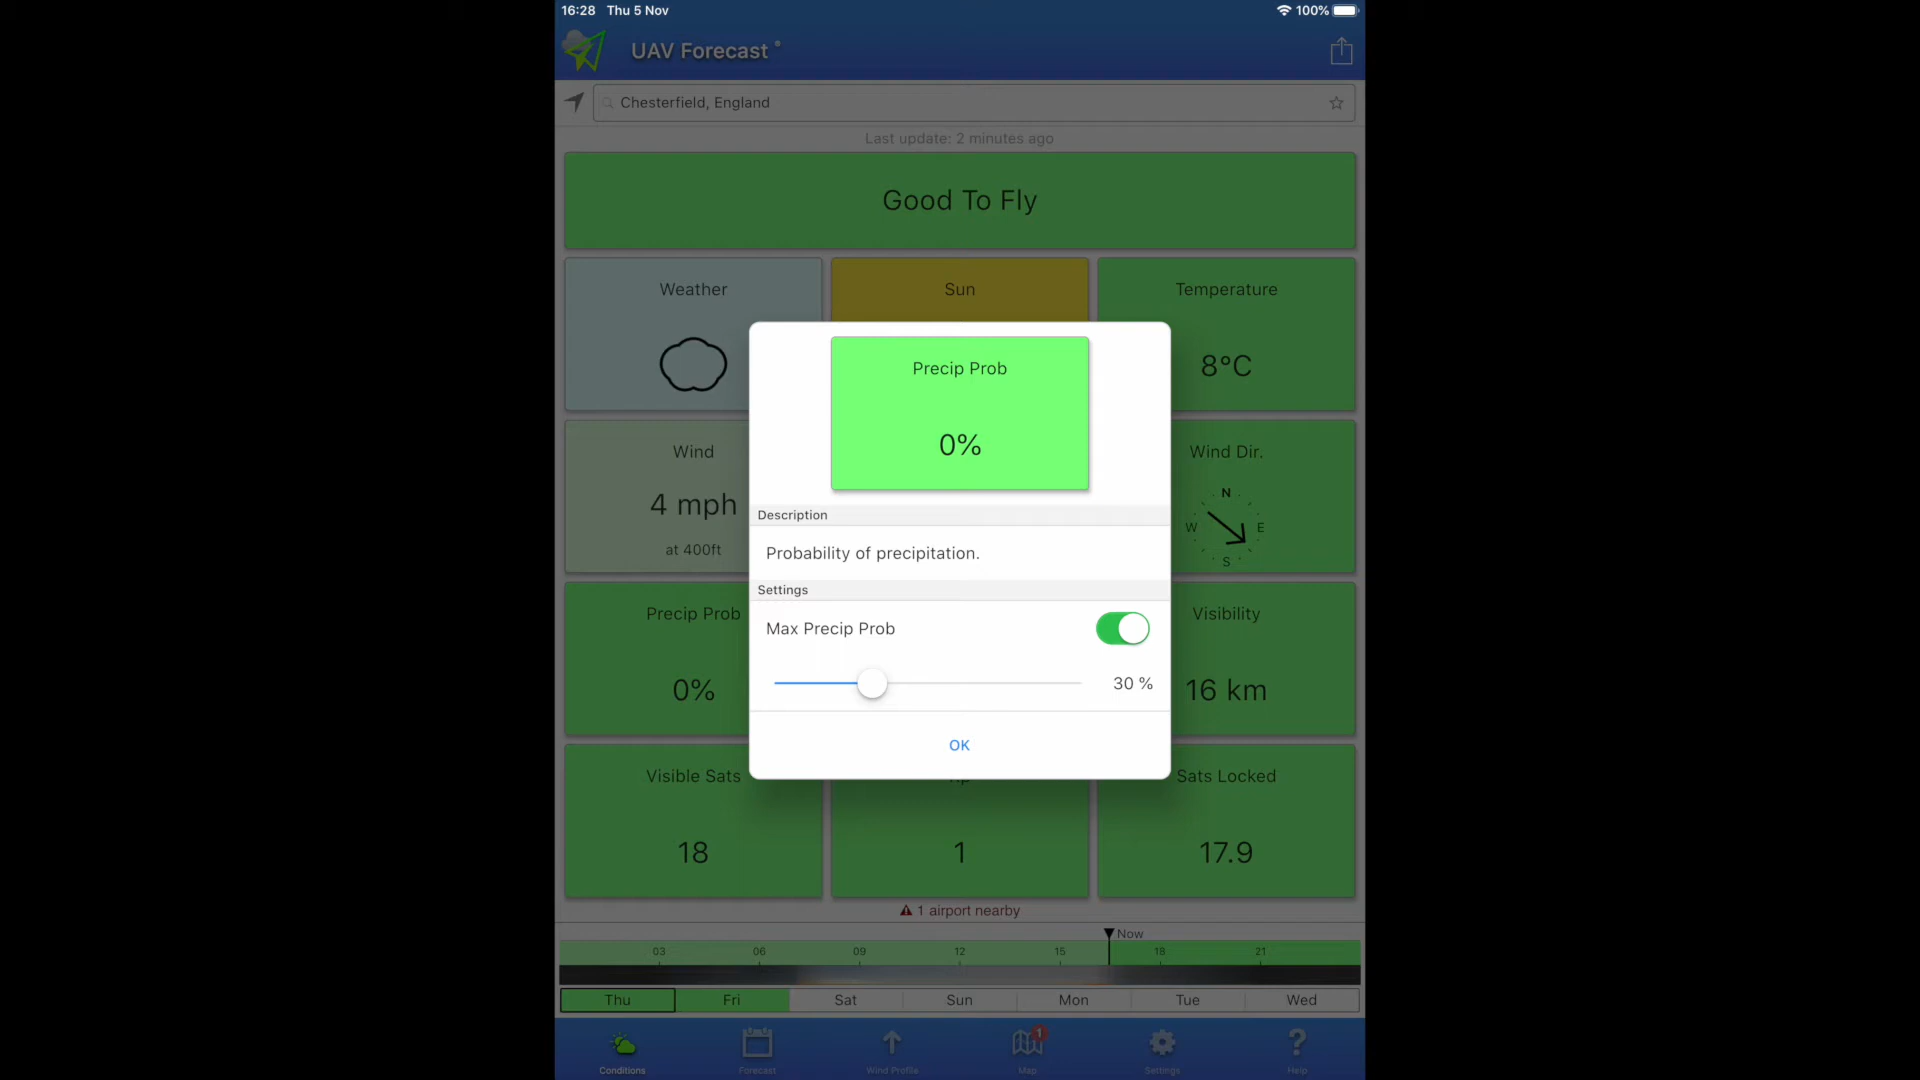 16:28 Thu 5 Nov
100%
UAV Forecast
Chesterfield, England
Last update: 2 minutes ago
Good To Fly
Weather
Sun
Temperature
8°C
Precip Prob
0%
Description
Probability of precipitation.
Settings
Max Precip Prob
30 %
OK
Wind
4 mph
at 400ft
Wind Dir.
N
W
E
S
Precip Prob
0%
Visibility
16 km
Visible Sats
18
1
Sats Locked
17.9
1 airport nearby
Now
03 06 09 12 15 18 21
Thu Fri Sat Sun Mon Tue Wed
1
Conditions Forecast Wind Profile Map Settings Help